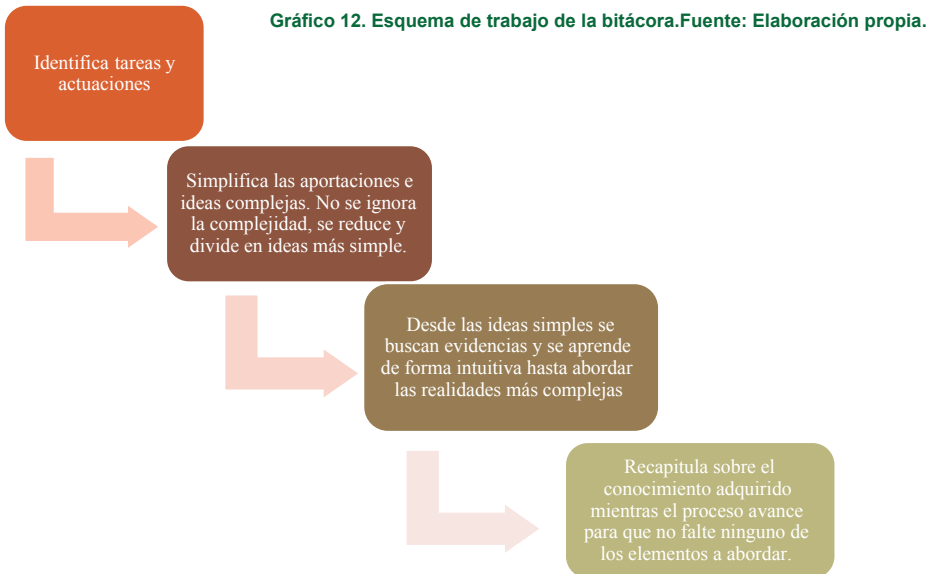 Gráfico 12. Esquema de trabajo de la bitácora.Fuente: Elaboración propia.
Identifica tareas y
actuaciones
Simplifica las aportaciones e
ideas complejas. No se ignora
la complejidad, se reduce y
divide en ideas más simple.
Desde las ideas simples se
buscan evidencias y se aprende
de forma intuitiva hasta abordar
las realidades más complejas
Recapitula sobre el
conocimiento adquirido
mientras el proceso avance
para que no falte ninguno de
los elementos a abordar.